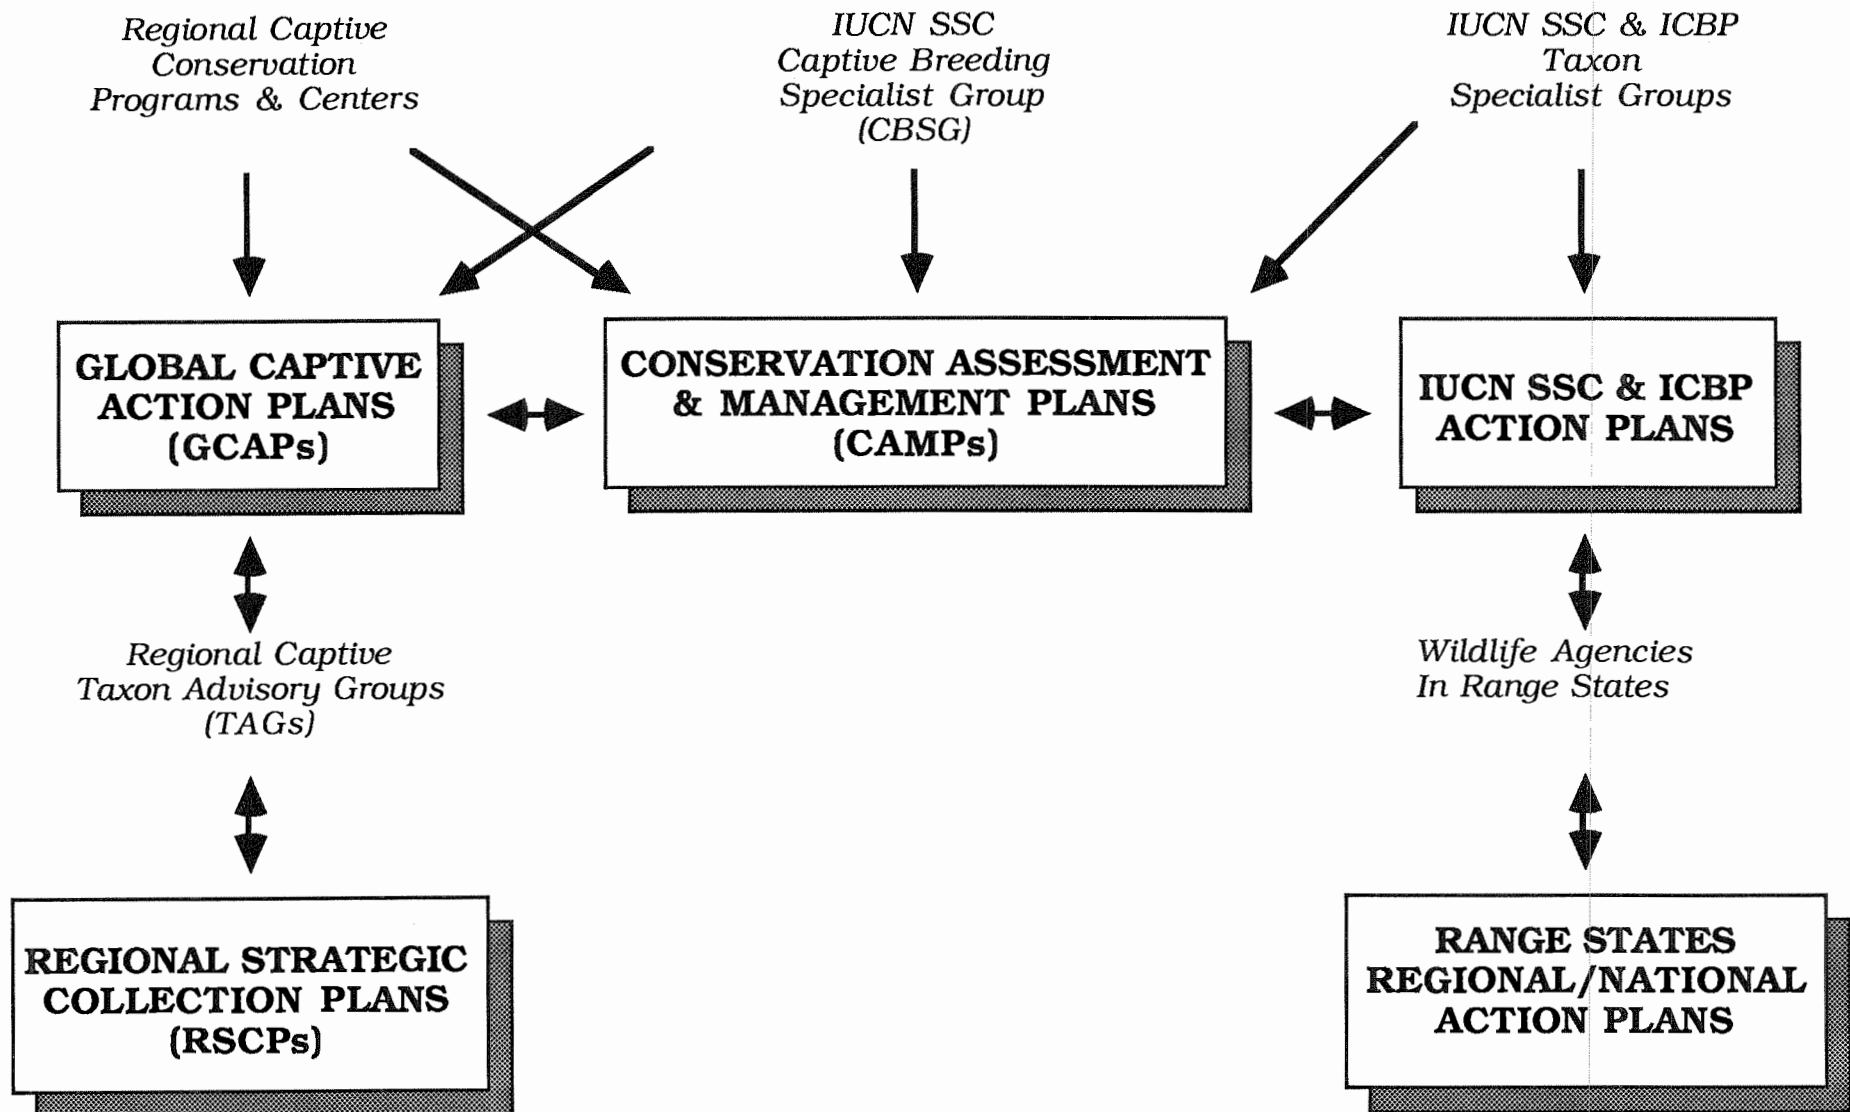 Regional Captive
Conservation
Programs & Centers
IUCN SSC
Captive Breeding
Specialist Group
(CBSG)
IUCN SSC & ICBP
Taxon
Specialist Groups
GLOBAL CAPTIVE
ACTION PLANS
(GCAPs)
CONSERVATION ASSESSMENT
& MANAGEMENT PLANS
(CAMPs)
IUCN SSC & ICBP
ACTION PLANS
Regional Captive
Taxon Advisory Groups
(TAGs)
Wildlife Agencies
In Range States
REGIONAL STRATEGIC
COLLECTION PLANS
(RSCPs)
RANGE STATES
REGIONAL/NATIONAL
ACTION PLANS